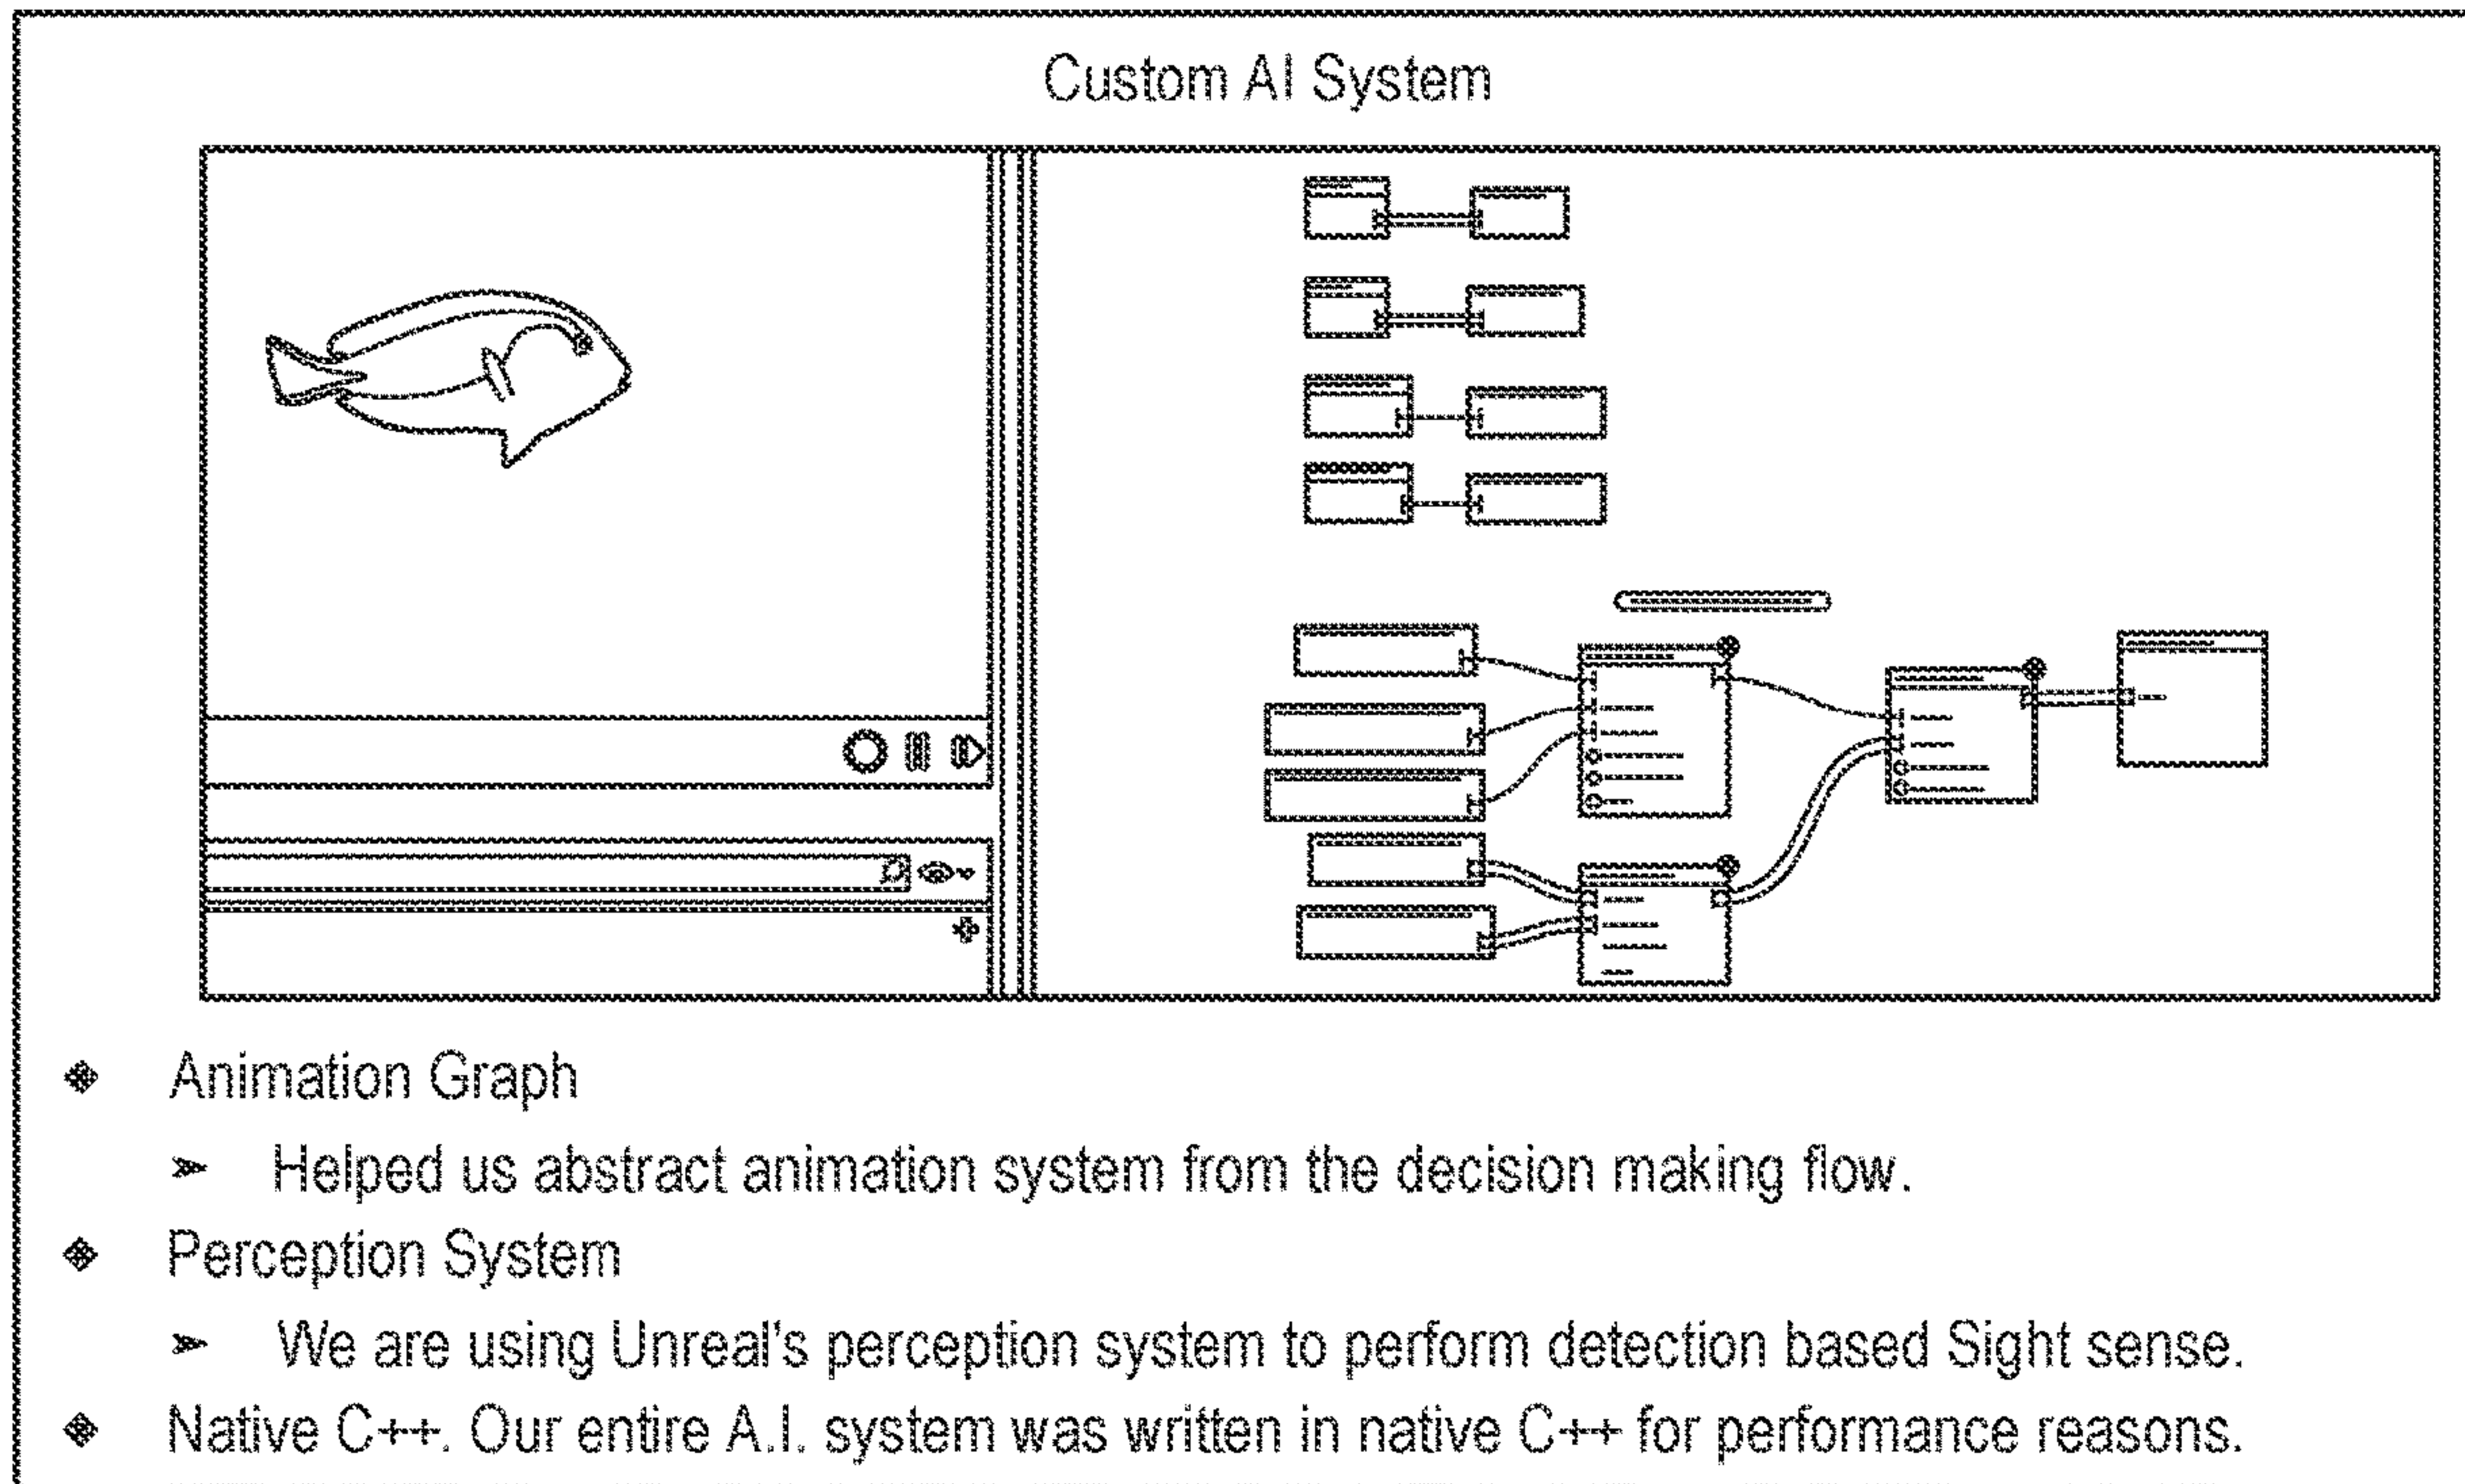 Custom AI System
Animation Graph
Helped us abstract animation system from the decision making flow.
Perception System
We are using Unreal's perception system to perform detection based Sight sense.
Native C++. Our entire A.I. system was written in native C++ for performance reasons.